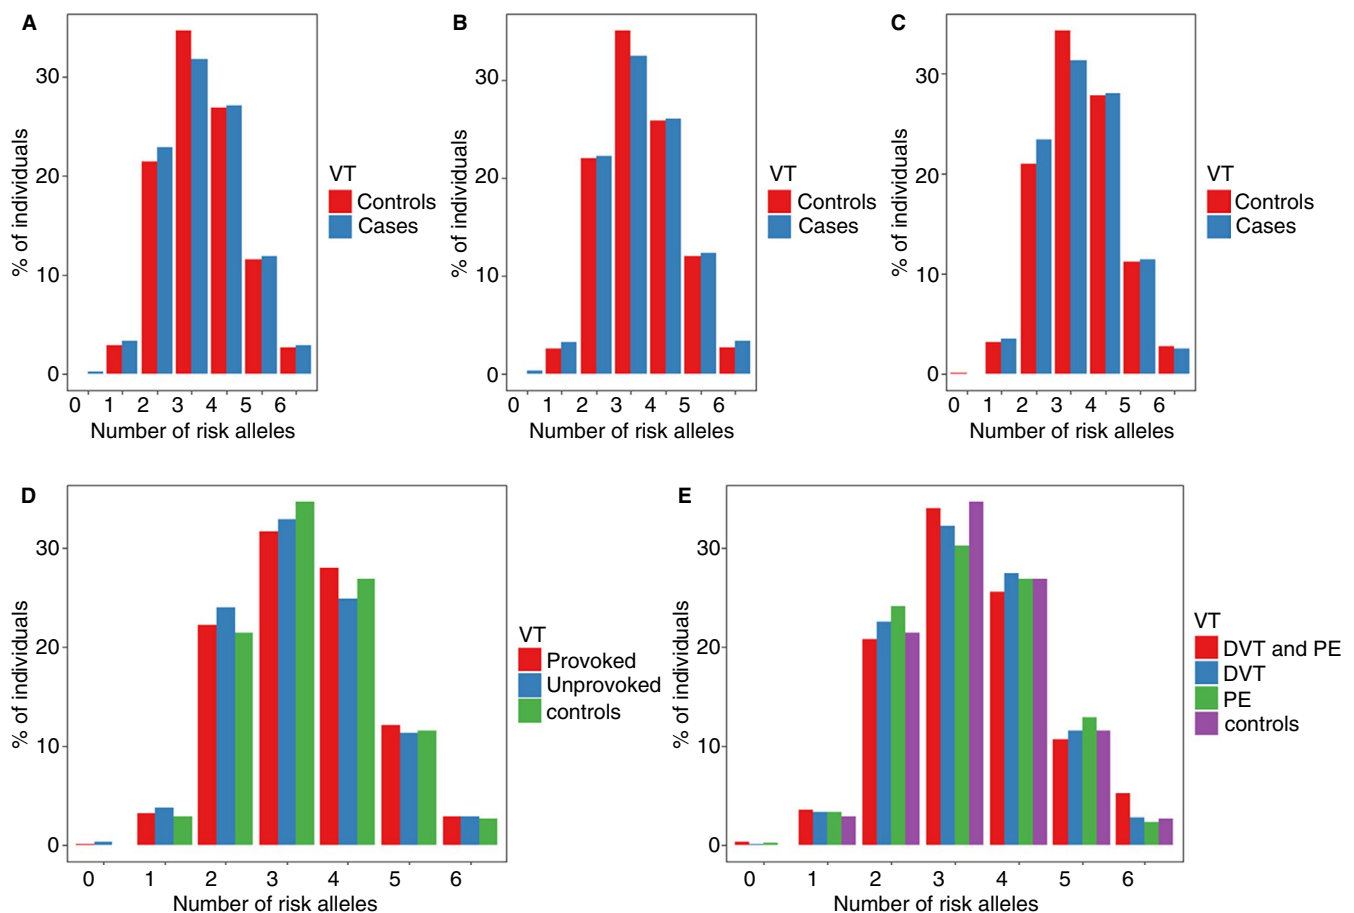 A
% of individuals
30
20
10
0
0 1 2 3 4 5 6
Number of risk alleles
VT
Controls
Cases
B
% of individuals
30
20
10
0
0 1 2 3 4 5 6
Number of risk alleles
VT
Controls
Cases
C
% of individuals
30
20
10
0
0 1 2 3 4 5 6
Number of risk alleles
VT
Controls
Cases
D
% of individuals
30
20
10
0
0 1 2 3 4 5 6
Number of risk alleles
VT
Provoked
Unprovoked
controls
E
% of individuals
30
20
10
0
0 1 2 3 4 5 6
Number of risk alleles
VT
DVT and PE
DVT
PE
controls